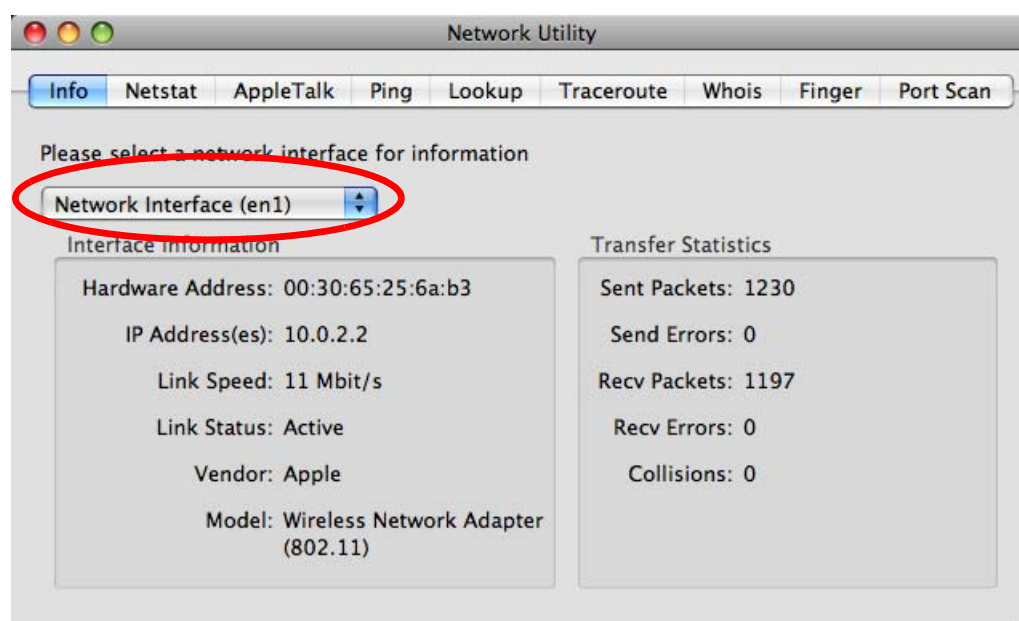 Network Utility
Info Netstat AppleTalk Ping Lookup Traceroute Whois Finger Port Scan
Please select a network interface for information
Network Interface (en1)
Interface Information
Hardware Address: 00:30:65:25:6a:b3
IP Address(es): 10.0.2.2
Link Speed: 11 Mbit/s
Link Status: Active
Vendor: Apple
Model: Wireless Network Adapter
(802.11)
Transfer Statistics
Sent Packets: 1230
Send Errors: 0
Recv Packets: 1197
Recv Errors: 0
Collisions: 0